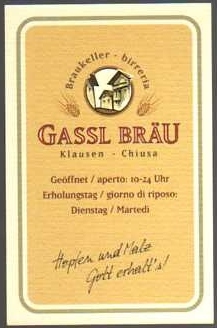 Braukeller - birreria
GASSL BRÄU
Klausen - Chiusa
Geöffnet / aperto: 10-24 Uhr
Erholungstag / giorno di riposo:
Dienstag / Martedi
Hopfen und Malz
Gott erhalt's!